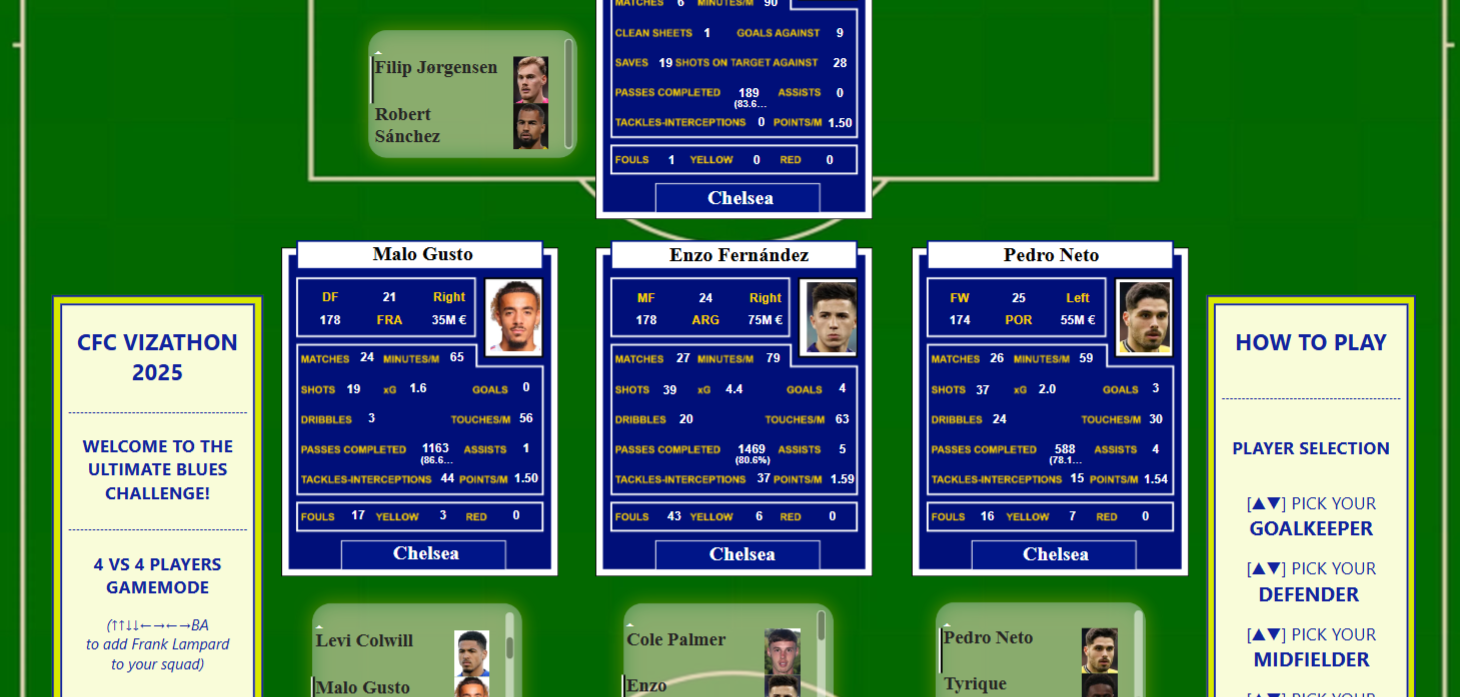 MATCHES 6 MINUTES/M 90
CLEAN SHEETS 1 GOALS AGAINST 9
SAVES 19 SHOTS ON TARGET AGAINST 28
PASSES COMPLETED 189 ASSISTS 0
(83.6...
TACKLES-INTERCEPTIONS 0 POINTS/M 1.50
FOULS 1 YELLOW 0 RED 0
Chelsea
Filip Jørgensen
Robert
Sánchez
CFC VIZATHON
2025
WELCOME TO THE
ULTIMATE BLUES
CHALLENGE!
4 VS 4 PLAYERS
GAMEMODE
(↑↑↓↓←→←→BA
to add Frank Lampard
to your squad)
Malo Gusto
DF 21 Right
178 FRA 35M €
MATCHES 24 MINUTES/M 65
SHOTS 19 xG 1.6 GOALS 0
DRIBBLES 3 TOUCHES/M 56
PASSES COMPLETED 1163 ASSISTS 1
(86.6...
TACKLES-INTERCEPTIONS 44 POINTS/M 1.50
FOULS 17 YELLOW 3 RED 0
Chelsea
Enzo Fernández
MF 24 Right
178 ARG 75M €
MATCHES 27 MINUTES/M 79
SHOTS 39 xG 4.4 GOALS 4
DRIBBLES 20 TOUCHES/M 63
PASSES COMPLETED 1469 ASSISTS 5
(80.6%)
TACKLES-INTERCEPTIONS 37 POINTS/M 1.59
FOULS 43 YELLOW 6 RED 0
Chelsea
Pedro Neto
FW 25 Left
174 POR 55M €
MATCHES 26 MINUTES/M 59
SHOTS 37 xG 2.0 GOALS 3
DRIBBLES 24 TOUCHES/M 30
PASSES COMPLETED 588 ASSISTS 4
(78.1...
TACKLES-INTERCEPTIONS 15 POINTS/M 1.54
FOULS 16 YELLOW 7 RED 0
Chelsea
Levi Colwill
Malo Gusto
Cole Palmer
Enzo
Pedro Neto
Tyrique
HOW TO PLAY
PLAYER SELECTION
[▲▼] PICK YOUR
GOALKEEPER
[▲▼] PICK YOUR
DEFENDER
[▲▼] PICK YOUR
MIDFIELDER
[▲▼] PICK YOUR